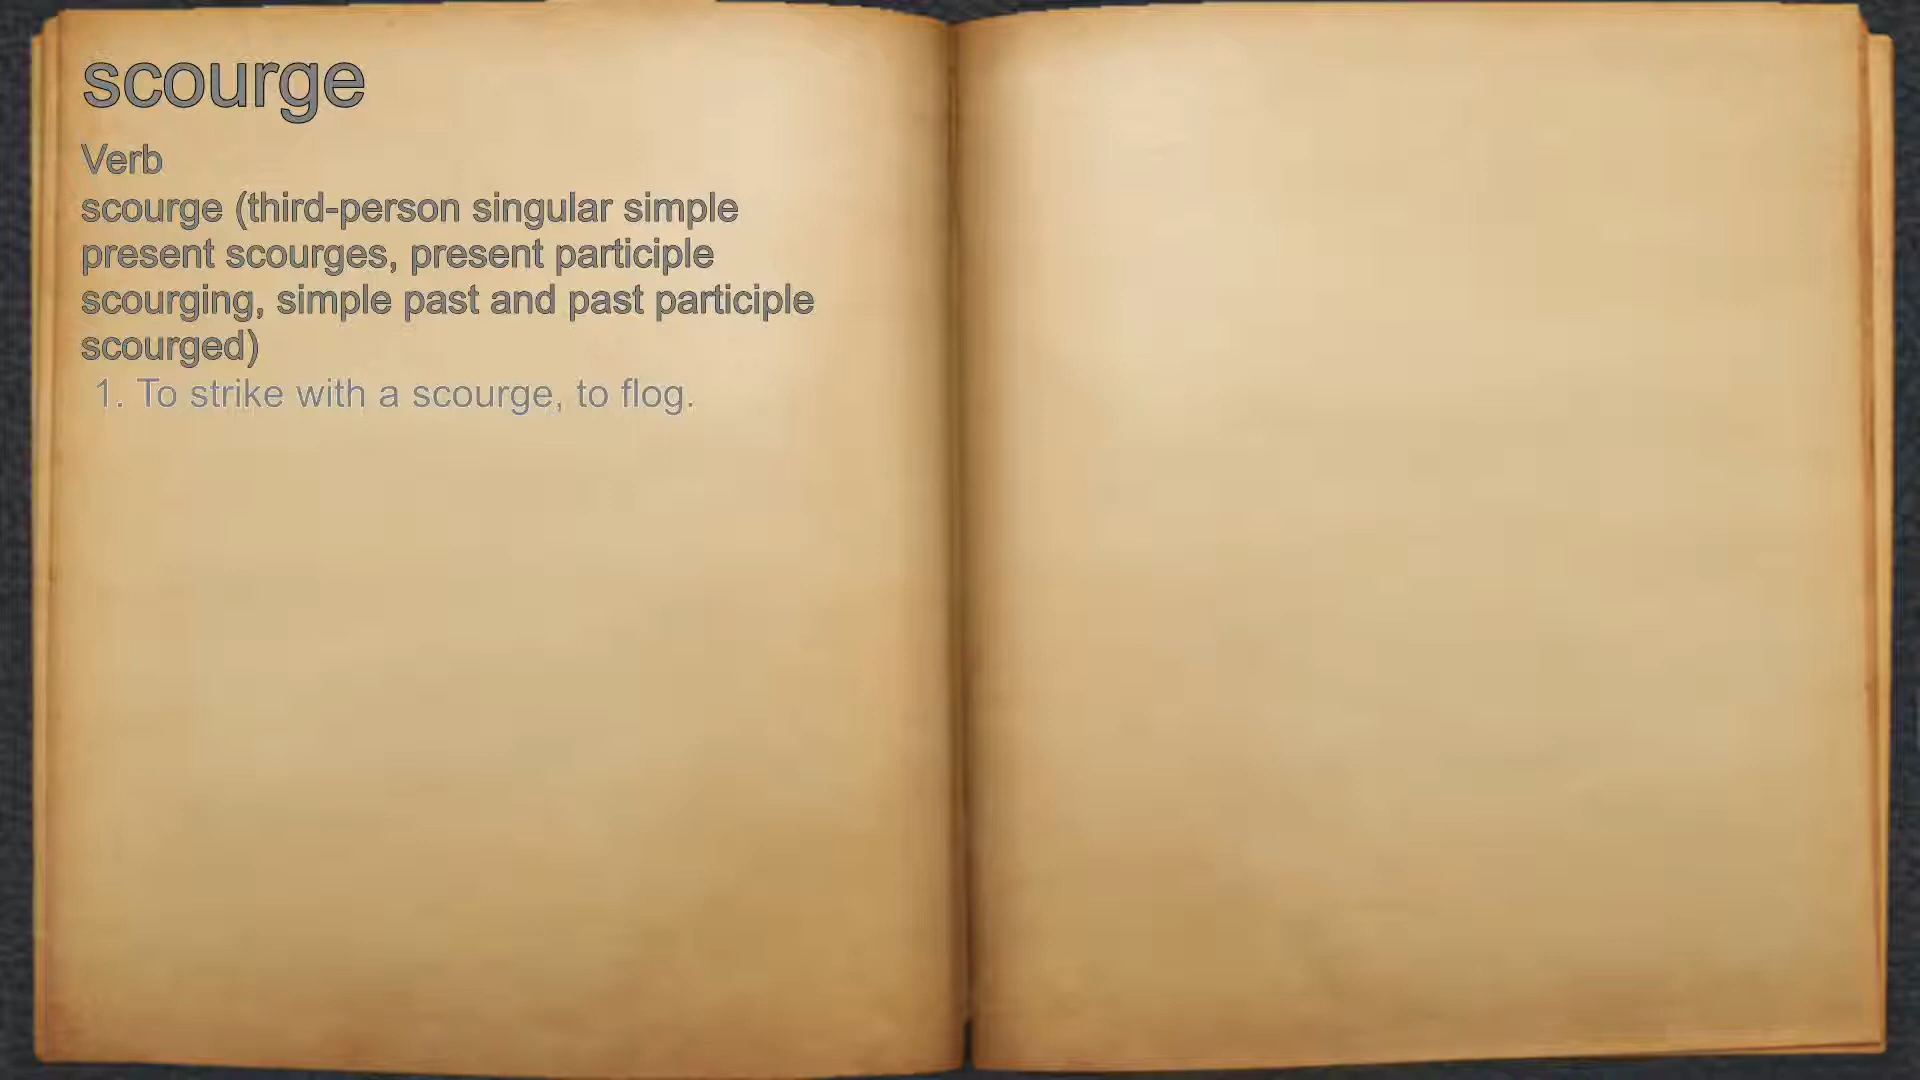 scourge
Verb
scourge (third-person singular simple
present scourges, present participle
scourging, simple past and past participle
scourged)
1. To strike with a scourge, to flog.